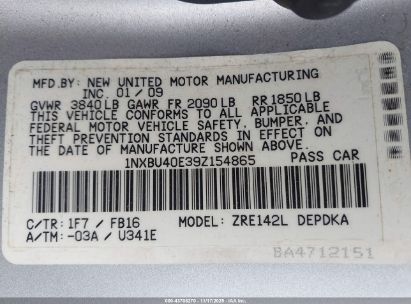 MFD.BY: NEW UNITED MOTOR MANUFACTURING
INC. 01 / 09
GVWR 3840LB GAWR FR 2090LB RR 1850LB
THIS VEHICLE CONFORMS TO ALL APPLICABLE
FEDERAL MOTOR VEHICLE SAFETY, BUMPER, AND
THEFT PREVENTION STANDARDS IN EFFECT ON
THE DATE OF MANUFACTURE SHOWN ABOVE.
1NXBU40E39Z154865 PASS CAR
C/TR: 1F7 / FB16 MODEL: ZRE142L DEPDKA
A/TM: -03A / U341E
BA4712151